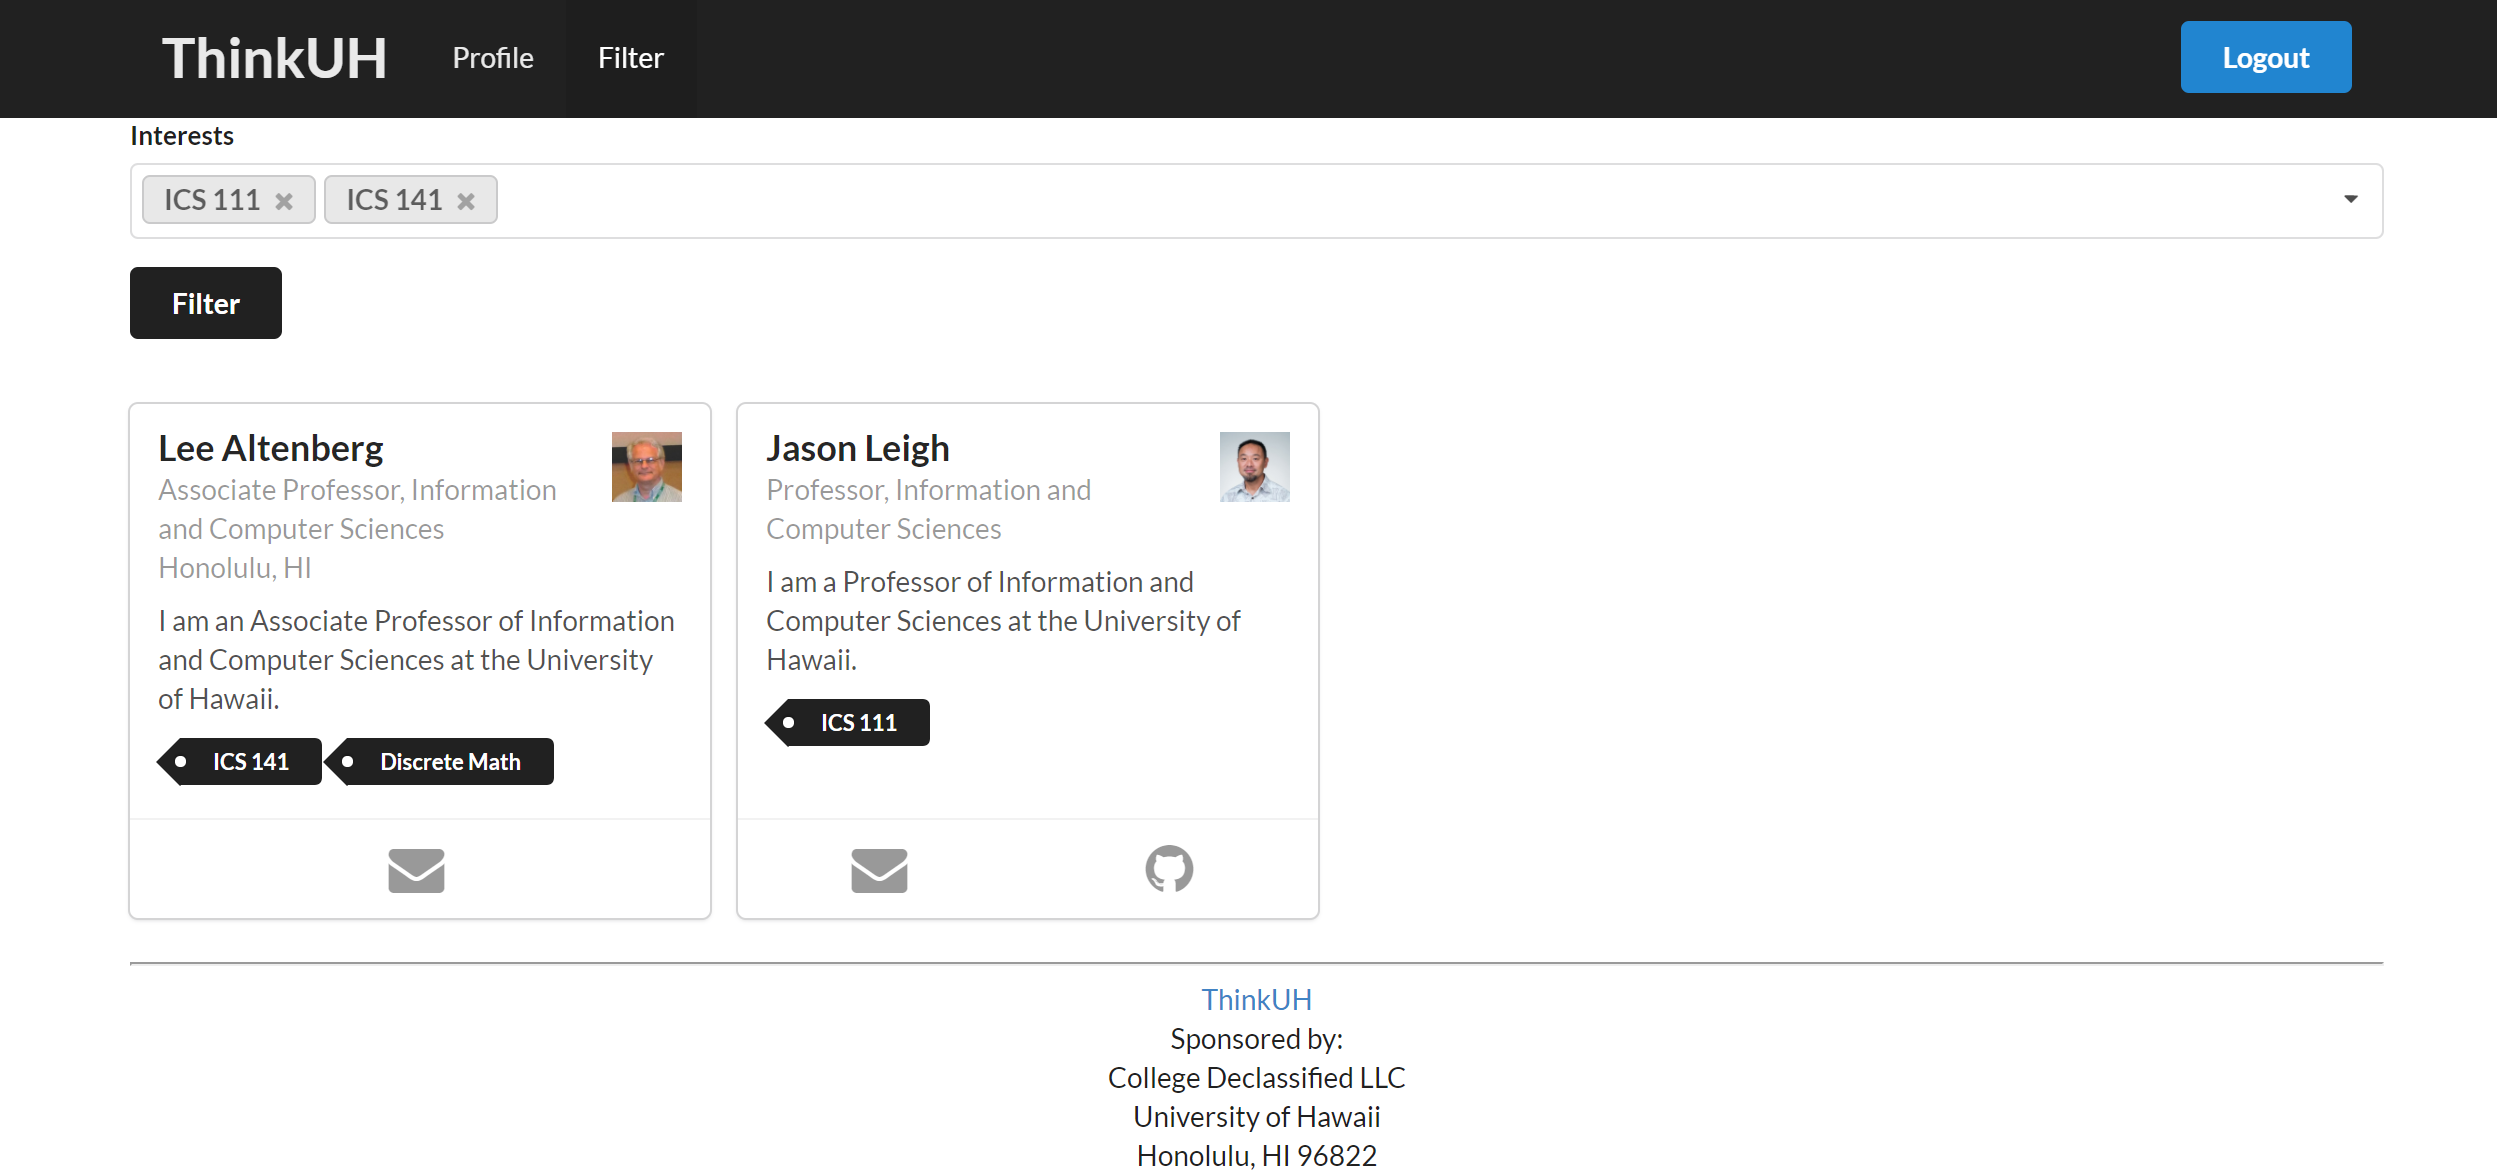 ThinkUH Profile Filter Logout
Interests
ICS 111 ICS 141
Filter
Lee Altenberg
Associate Professor, Information
and Computer Sciences
Honolulu, HI
I am an Associate Professor of Information
and Computer Sciences at the University
of Hawaii.
ICS 141 Discrete Math
Jason Leigh
Professor, Information and
Computer Sciences
I am a Professor of Information and
Computer Sciences at the University of
Hawaii.
ICS 111
ThinkUH
Sponsored by:
College Declassified LLC
University of Hawaii
Honolulu, HI 96822